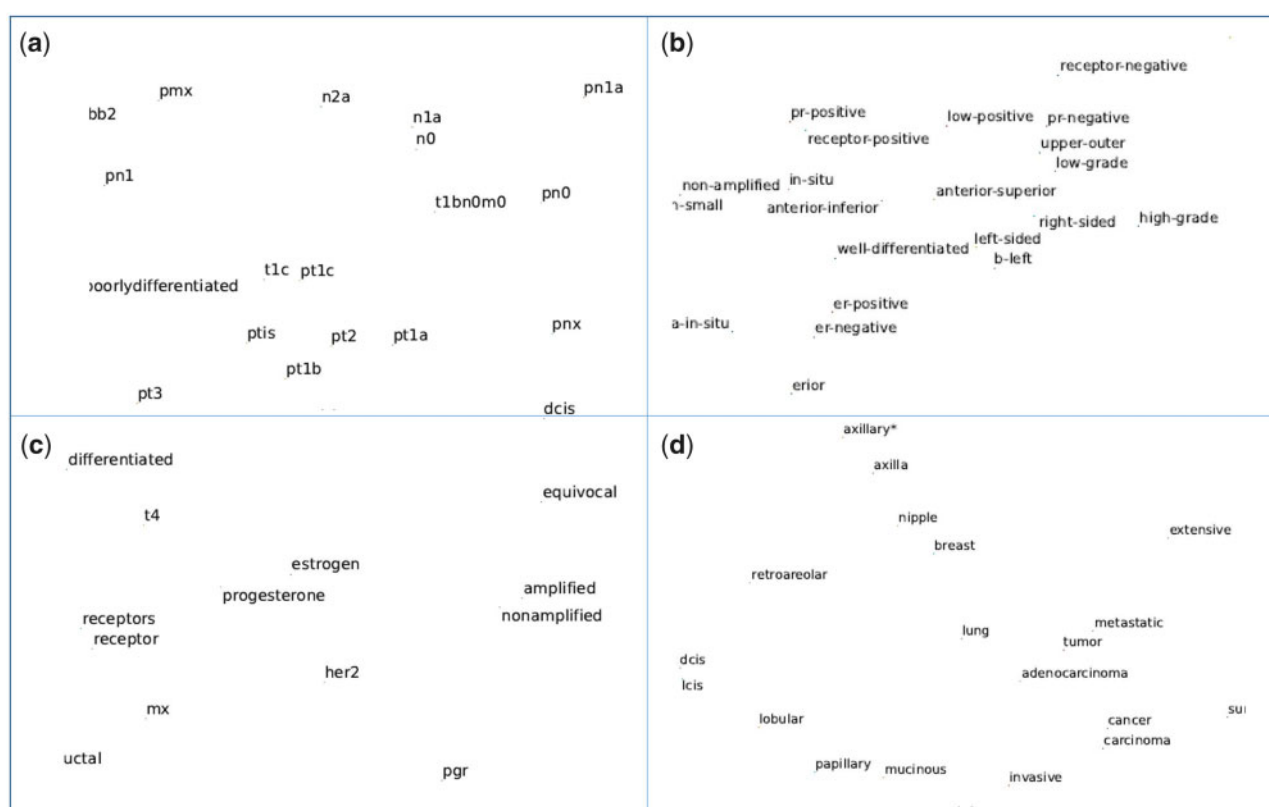 (a)
pmx
n2a
pn1a
bb2
n1a
n0
pn1
t1bn0m0
pn0
t1c
pt1c
poorlydifferentiated
ptis
pt2
pt1a
pnx
pt1b
pt3
dcis
(b)
receptor-negative
pr-positive
low-positive
pr-negative
receptor-positive
upper-outer
low-grade
non-amplified
in-situ
anterior-superior
n-small
anterior-inferior
right-sided
high-grade
left-sided
well-differentiated
b-left
er-positive
a-in-situ
er-negative
erior
(c)
differentiated
equivocal
t4
estrogen
amplified
progesterone
nonamplified
receptors
receptor
her2
mx
uctal
pgr
(d)
axillary*
axilla
nipple
extensive
breast
retroareolar
metastatic
lung
tumor
dcis
adenocarcinoma
lcis
lobular
cancer
carcinoma
papillary
mucinous
invasive